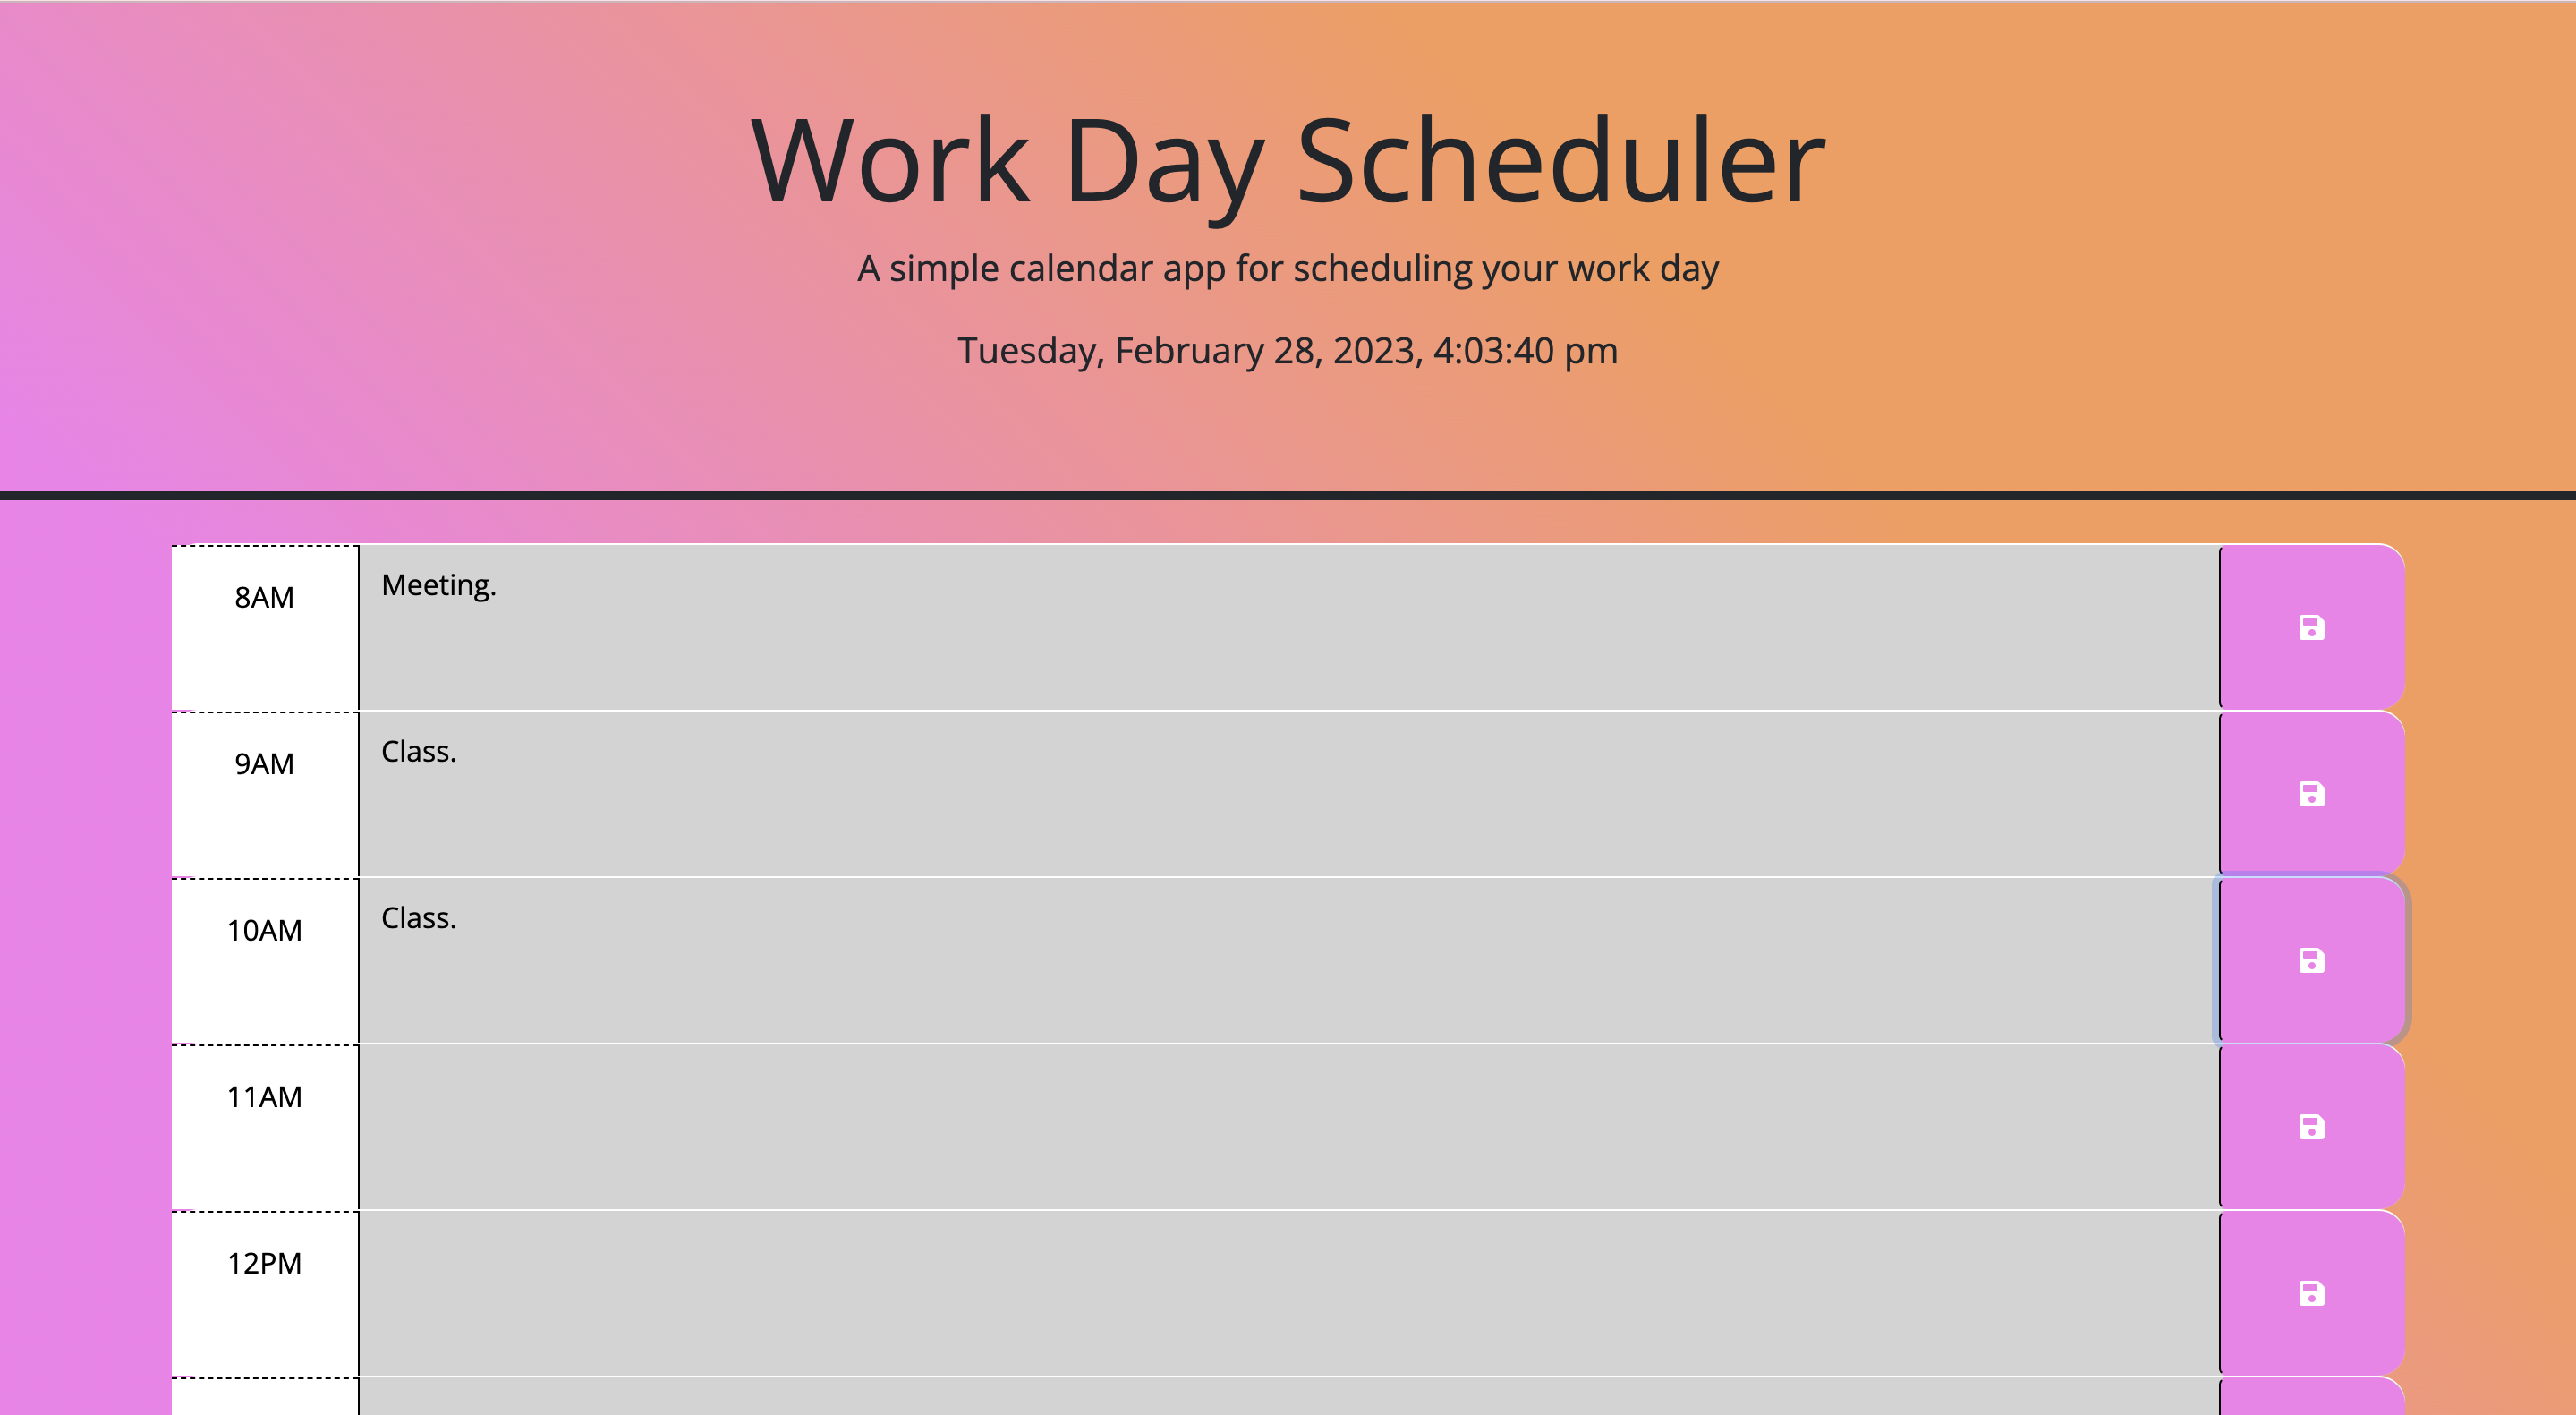 Work Day Scheduler
A simple calendar app for scheduling your work day
Tuesday, February 28, 2023, 4:03:40 pm
8AM Meeting.
9AM Class.
10AM Class.
11AM
12PM